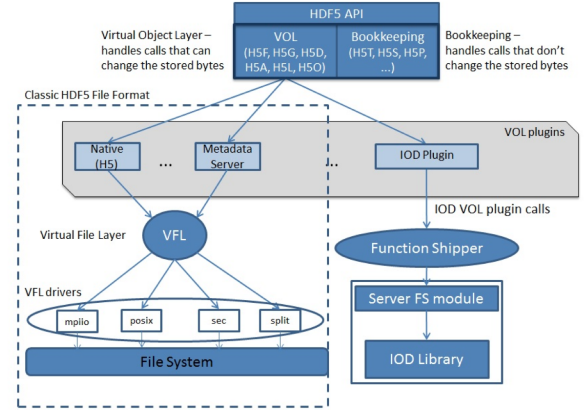 HDF5 API
Virtual Object Layer –
handles calls that can
change the stored bytes
VOL
(H5F, H5G, H5D,
H5A, H5L, H5O)
Bookkeeping
(H5T, H5S, H5P,
...)
Bookkeeping –
handles calls that don't
change the stored bytes
Classic HDF5 File Format
VOL plugins
Native
(H5)
...
Metadata
Server
...
IOD Plugin
IOD VOL plugin calls
Virtual File Layer
VFL
Function Shipper
VFL drivers
mpiio
posix
sec
split
Server FS module
File System
IOD Library